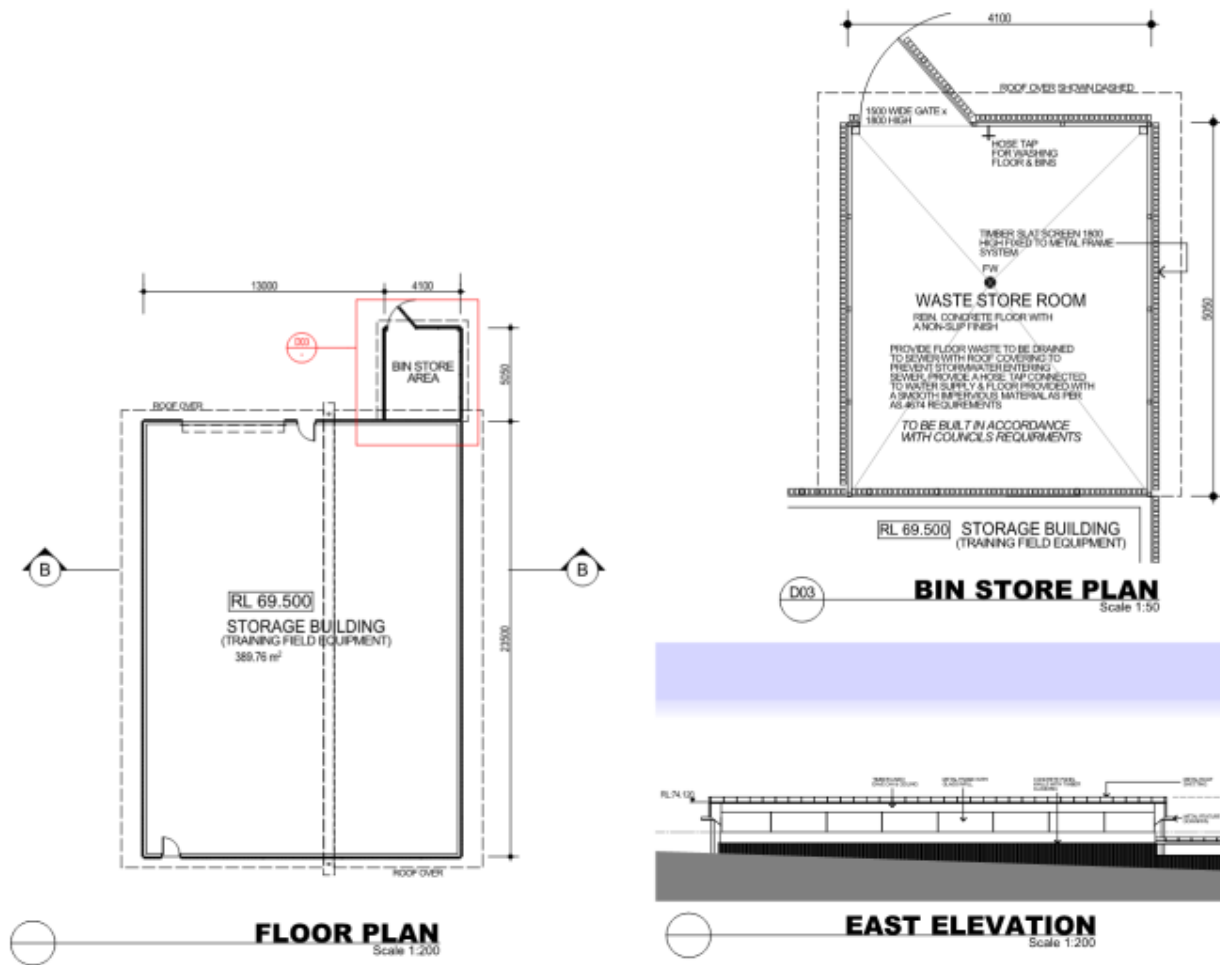 13000
4100
D03
BIN STORE
AREA
5050
ROOF OVER
B
B
RL 69.500
STORAGE BUILDING
(TRAINING FIELD EQUIPMENT)
389.76 m²
23500
ROOF OVER
FLOOR PLAN
Scale 1:200
4100
ROOF OVER SHOWN DASHED
1500 WIDE GATE x
1800 HIGH
HOSE TAP
FOR WASHING
FLOOR & BINS
TIMBER SLAT SCREEN 1800
HIGH FIXED TO METAL FRAME
SYSTEM
FW
WASTE STORE ROOM
REIN. CONCRETE FLOOR WITH
A NON-SLIP FINISH
PROVIDE FLOOR WASTE TO BE DRAINED
TO SEWER WITH ROOF COVERING TO
PREVENT STORMWATER ENTERING
SEWER, PROVIDE A HOSE TAP CONNECTED
TO WATER SUPPLY & FLOOR PROVIDED WITH
A SMOOTH IMPERVIOUS MATERIAL AS PER
AS 4674 REQUIREMENTS
TO BE BUILT IN ACCORDANCE
WITH COUNCILS REQUIRMENTS
5050
RL 69.500 STORAGE BUILDING
(TRAINING FIELD EQUIPMENT)
D03
BIN STORE PLAN
Scale 1:50
RL 74.120
EAST ELEVATION
Scale 1:200